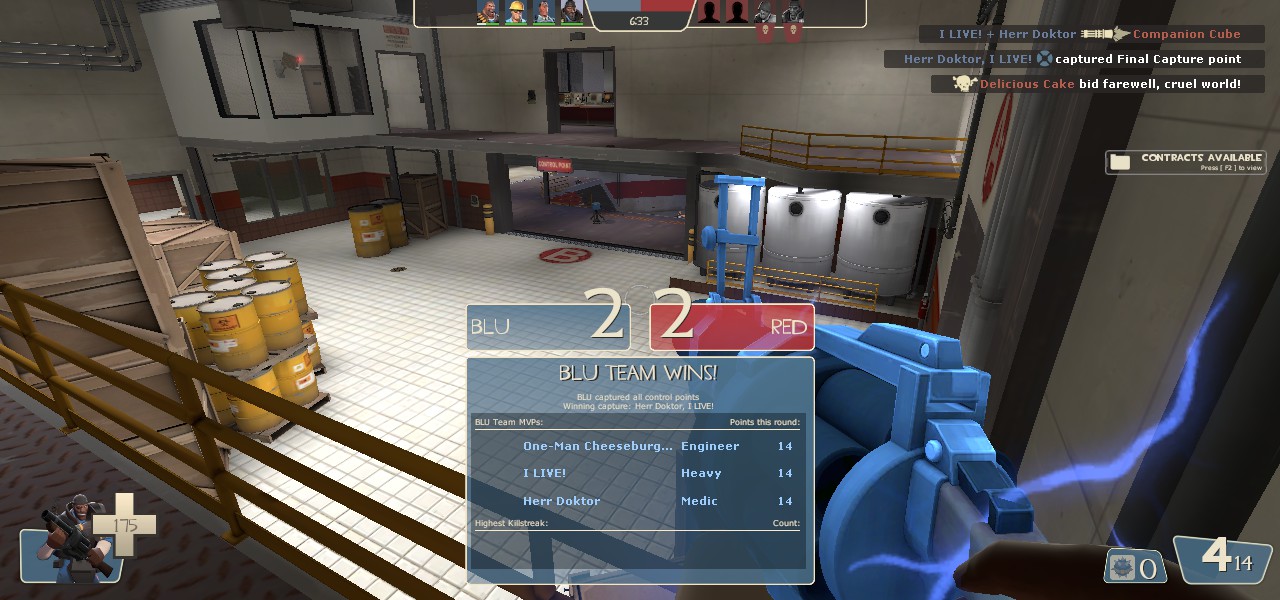 6:33
I LIVE! + Herr Doktor Companion Cube
Herr Doktor, I LIVE! captured Final Capture point
Delicious Cake bid farewell, cruel world!
CONTRACTS AVAILABLE
Press [ F2 ] to view
CONTROL POINT
B
BLU 2 2 RED
BLU TEAM WINS!
BLU captured all control points
Winning capture: Herr Doktor, I LIVE!
BLU Team MVPs: Points this round:
One-Man Cheeseburg... Engineer 14
I LIVE! Heavy 14
Herr Doktor Medic 14
Highest Killstreak: Count:
175
0
4 14